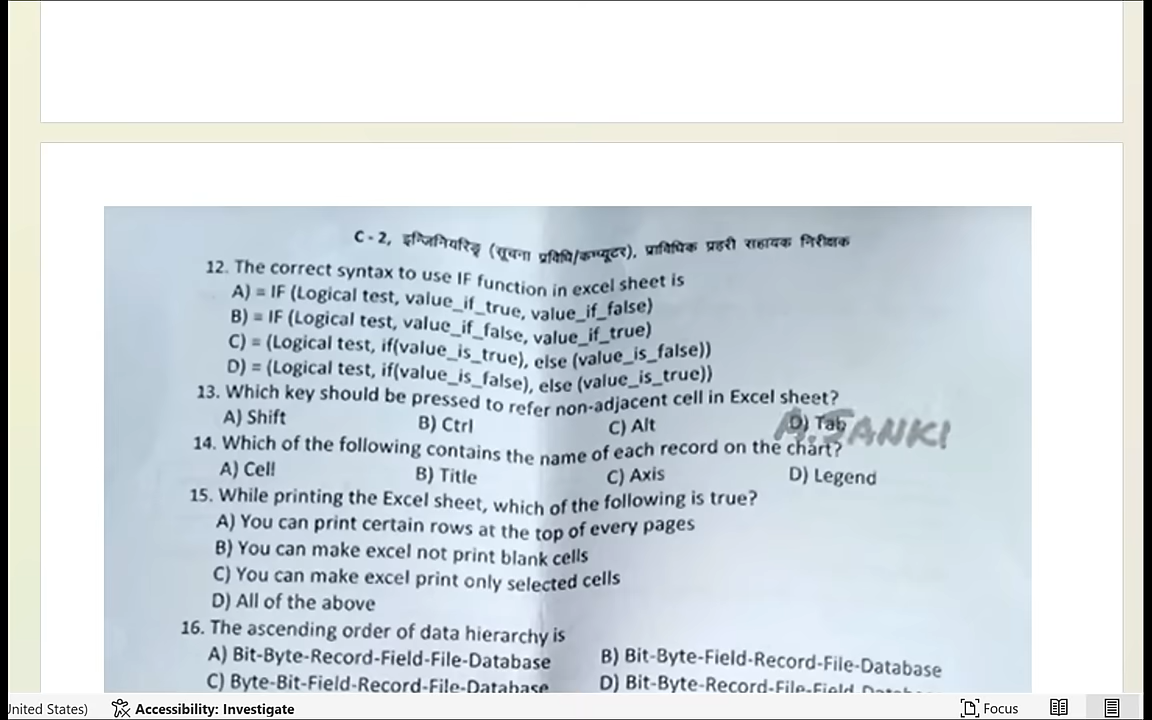 C - 2, इन्जिनियरिङ्ग (सूचना प्रविधि/कम्प्यूटर), प्राविधिक प्रहरी सहायक निरीक्षक
12. The correct syntax to use IF function in excel sheet is
A) = IF (Logical test, value_if_true, value_if_false)
B) = IF (Logical test, value_if_false, value_if_true)
C) = (Logical test, if(value_is_true), else (value_is_false))
D) = (Logical test, if(value_is_false), else (value_is_true))
13. Which key should be pressed to refer non-adjacent cell in Excel sheet?
A) Shift B) Ctrl C) Alt D) Tab
A.JANKI
14. Which of the following contains the name of each record on the chart?
A) Cell B) Title C) Axis D) Legend
15. While printing the Excel sheet, which of the following is true?
A) You can print certain rows at the top of every pages
B) You can make excel not print blank cells
C) You can make excel print only selected cells
D) All of the above
16. The ascending order of data hierarchy is
A) Bit-Byte-Record-Field-File-Database B) Bit-Byte-Field-Record-File-Database
C) Byte-Bit-Field-Record-File-Database D) Bit-Byte-Record-File-Field
United States) Accessibility: Investigate Focus